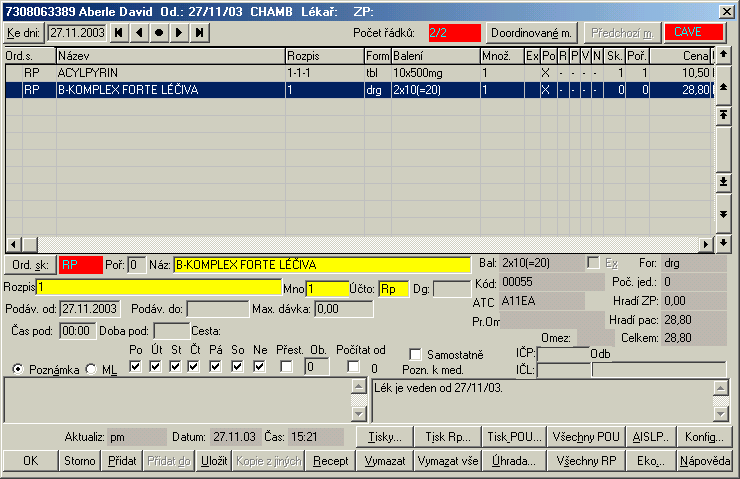 7308063389 Aberle David Od.: 27/11/03 CHAMB Lékař: ZP:
Ke dni: 27.11.2003 Počet řádků: 2/2 Doordinované m. Předchozí m. CAVE
Ord.s. Název Rozpis Form Balení Množ. Ex Po R P V N Sk. Poř. Cena
RP ACYLPYRIN 1-1-1 tbl 10x500mg 1 X - - - - 1 1 10,50
RP B-KOMPLEX FORTE LÉČIVA 1 drg 2x10(=20) 1 X - - - - 0 0 28,80
Ord. sk: RP Poř: 0 Náz: B-KOMPLEX FORTE LÉČIVA Bal: 2x10(=20) Ex For: drg
Rozpis 1 Mno 1 Účto: Rp Dg: Kód: 00055 Poč. jed.: 0
Podáv. od: 27.11.2003 Podáv. do: Max. dávka: 0,00 ATC A11EA Hradí ZP: 0,00
Čas pod: 00:00 Doba pod: Cesta: Pr.Om Hradí pac: 28,80
Omez: Celkem: 28,80
Po Út St Čt Pá So Ne Přest. Ob. Počítat od Samostatně IČP: Odb
Poznámka ML 0 0 Pozn. k med. IČL:
Lék je veden od 27/11/03.
Aktualiz: pm Datum: 27.11.03 Čas: 15:21 Tisky... Tisk Rp... Tisk POU... Všechny POU AISLP.. Konfig...
OK Storno Přidat Přidat do Uložit Kopie z jiných Recept Vymazat Vymazat vše Úhrada... Všechny RP Eko... Nápověda